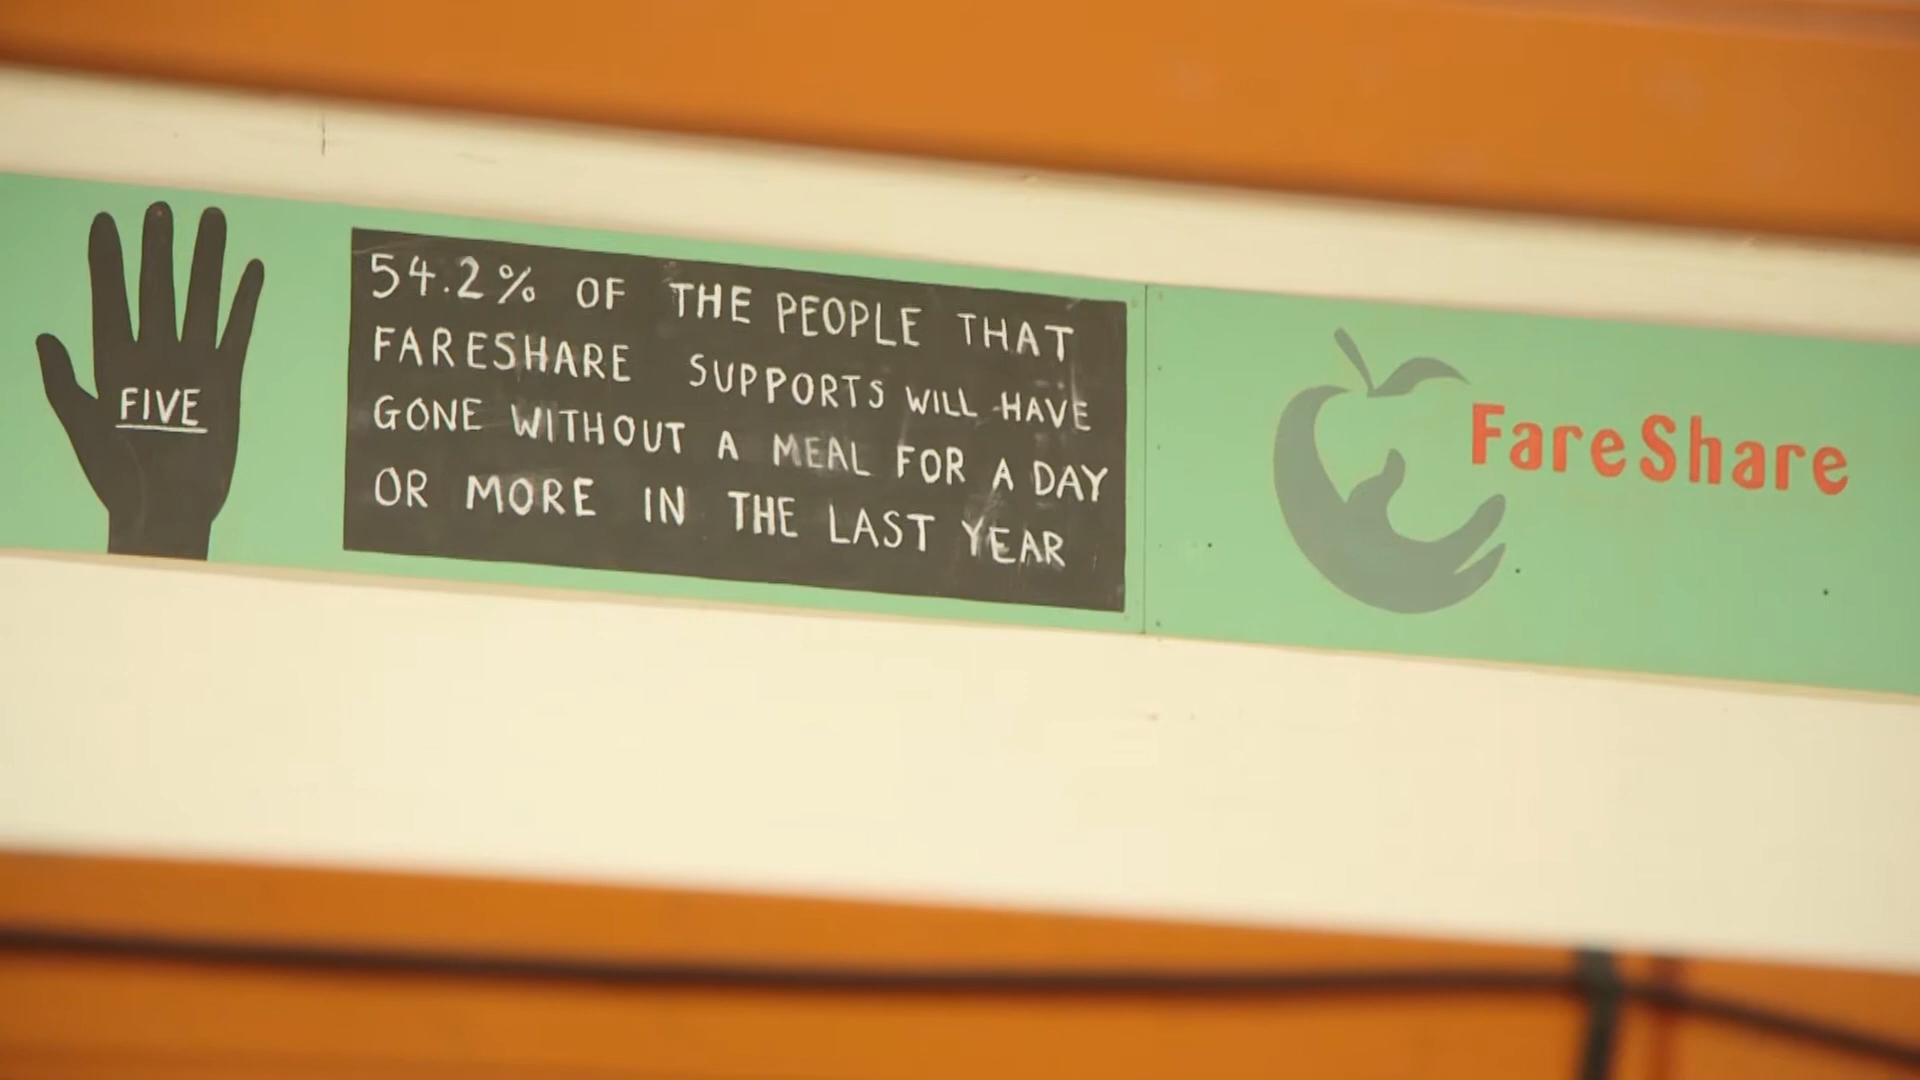 FIVE
54.2% OF THE PEOPLE THAT
FARESHARE SUPPORTS WILL HAVE
GONE WITHOUT A MEAL FOR A DAY
OR MORE IN THE LAST YEAR
FareShare